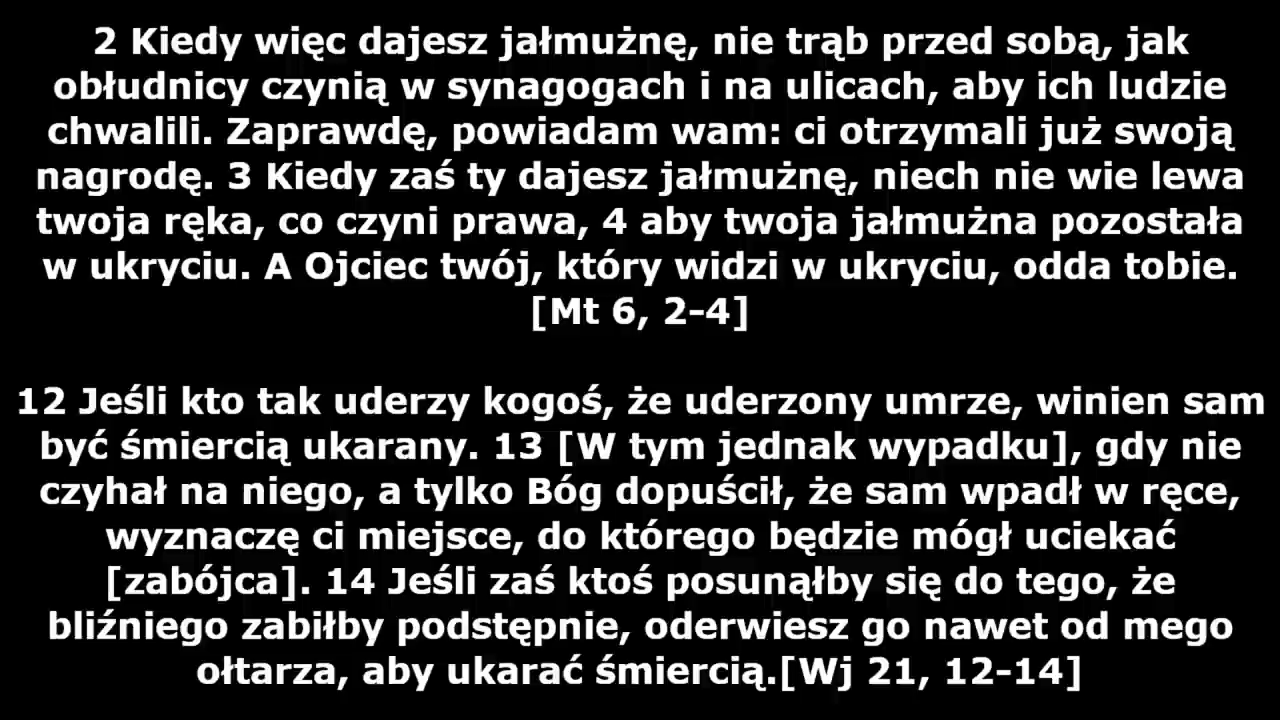 2 Kiedy więc dajesz jałmużnę, nie trąb przed sobą, jak
obłudnicy czynią w synagogach i na ulicach, aby ich ludzie
chwalili. Zaprawdę, powiadam wam: ci otrzymali już swoją
nagrodę. 3 Kiedy zaś ty dajesz jałmużnę, niech nie wie lewa
twoja ręka, co czyni prawa, 4 aby twoja jałmużna pozostała
w ukryciu. A Ojciec twój, który widzi w ukryciu, odda tobie.
[Mt 6, 2-4]
12 Jeśli kto tak uderzy kogoś, że uderzony umrze, winien sam
być śmiercią ukarany. 13 [W tym jednak wypadku], gdy nie
czyhał na niego, a tylko Bóg dopuścił, że sam wpadł w ręce,
wyznaczę ci miejsce, do którego będzie mógł uciekać
[zabójca]. 14 Jeśli zaś ktoś posunąłby się do tego, że
bliźniego zabiłby podstępnie, oderwiesz go nawet od mego
ołtarza, aby ukarać śmiercią.[Wj 21, 12-14]